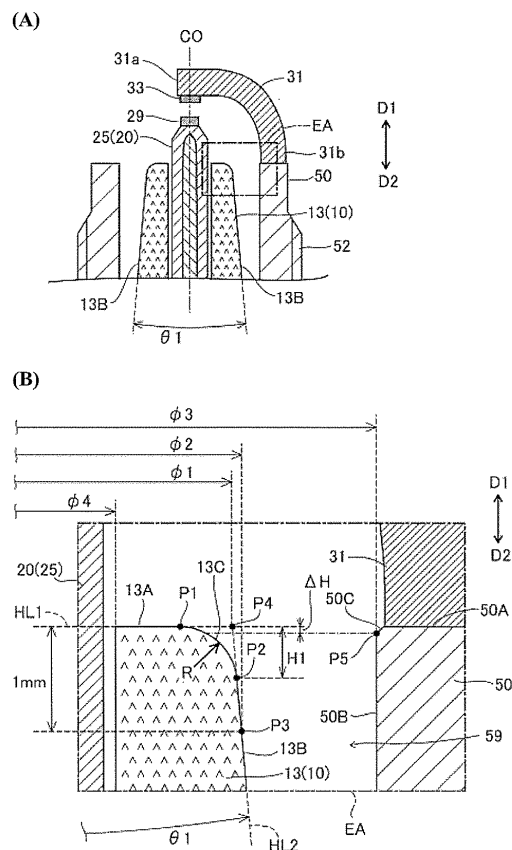 (A)
CO
31a
31
33
29
EA
D1
25(20)
31b
D2
50
13(10)
52
13B
13B
θ1
(B)
φ3
φ2
φ1
φ4
D1
D2
20(25)
13A
P1
13C
P4
ΔH
31
50C
50A
HL1
R
P2
H1
P5
50
1mm
50B
P3
13B
59
13(10)
θ1
HL2
EA